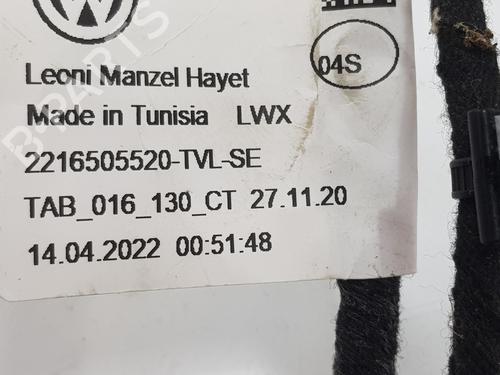 B-PARTS
04S
Leoni Manzel Hayet
Made in Tunisia LWX
2216505520-TVL-SE
TAB_016_130_CT 27.11.20
14.04.2022 00:51:48